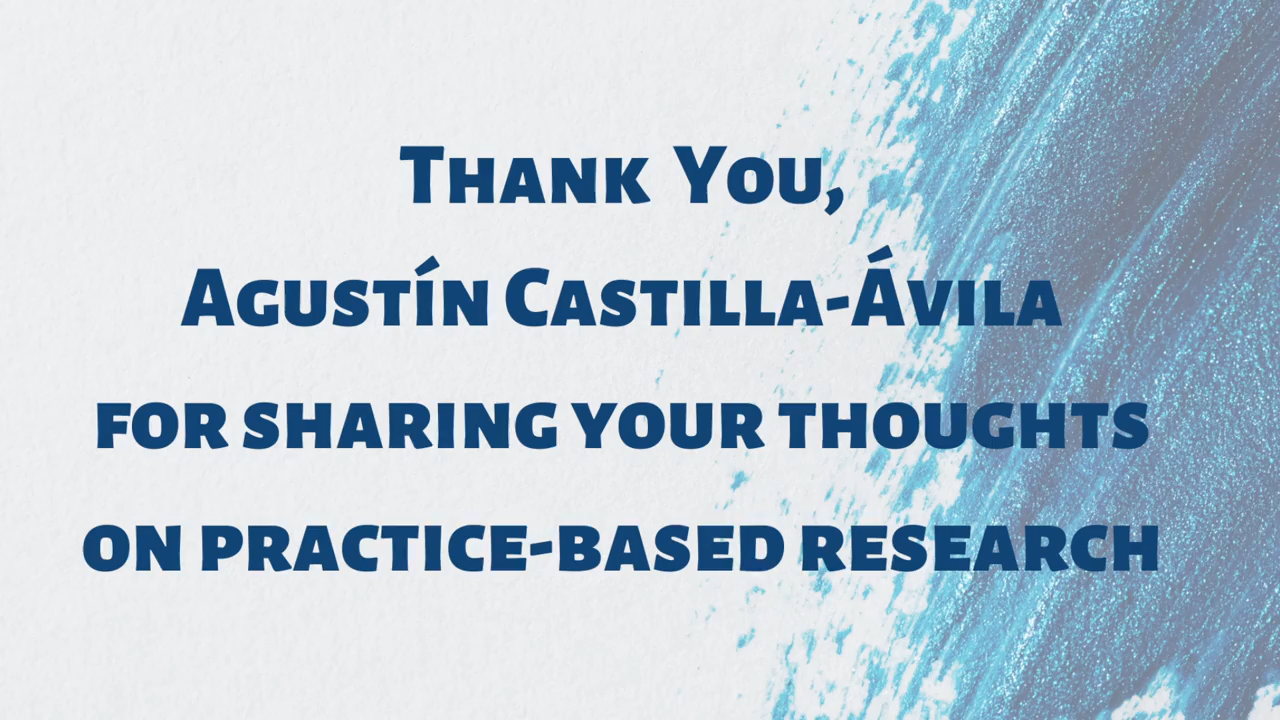 Thank You,
Agustín Castilla-Ávila
for sharing your thoughts
on practice-based research